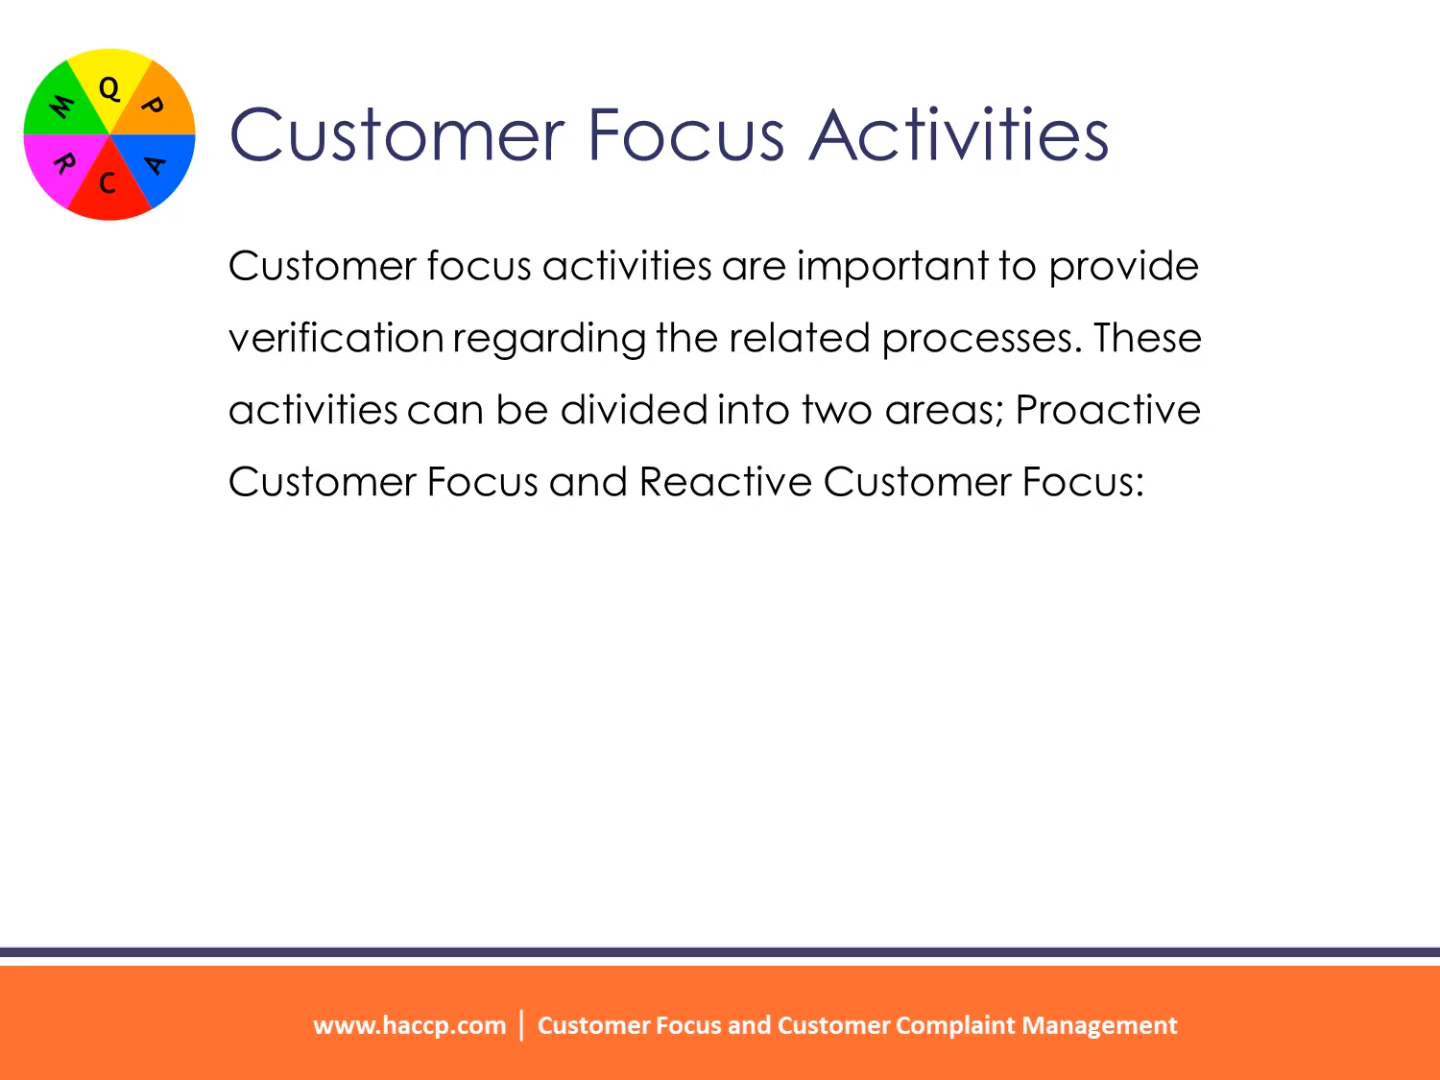 Q
P
A
C
R
M
Customer Focus Activities
Customer focus activities are important to provide
verification regarding the related processes. These
activities can be divided into two areas; Proactive
Customer Focus and Reactive Customer Focus:
www.haccp.com | Customer Focus and Customer Complaint Management